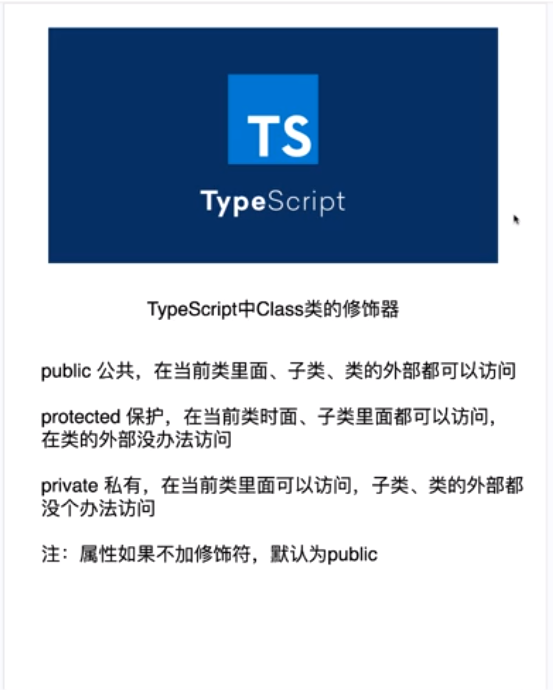 TS
TypeScript
TypeScript中Class类的修饰器
public 公共，在当前类里面、子类、类的外部都可以访问
protected 保护，在当前类时面、子类里面都可以访问，
在类的外部没办法访问
private 私有，在当前类里面可以访问，子类、类的外部都
没个办法访问
注：属性如果不加修饰符，默认为public